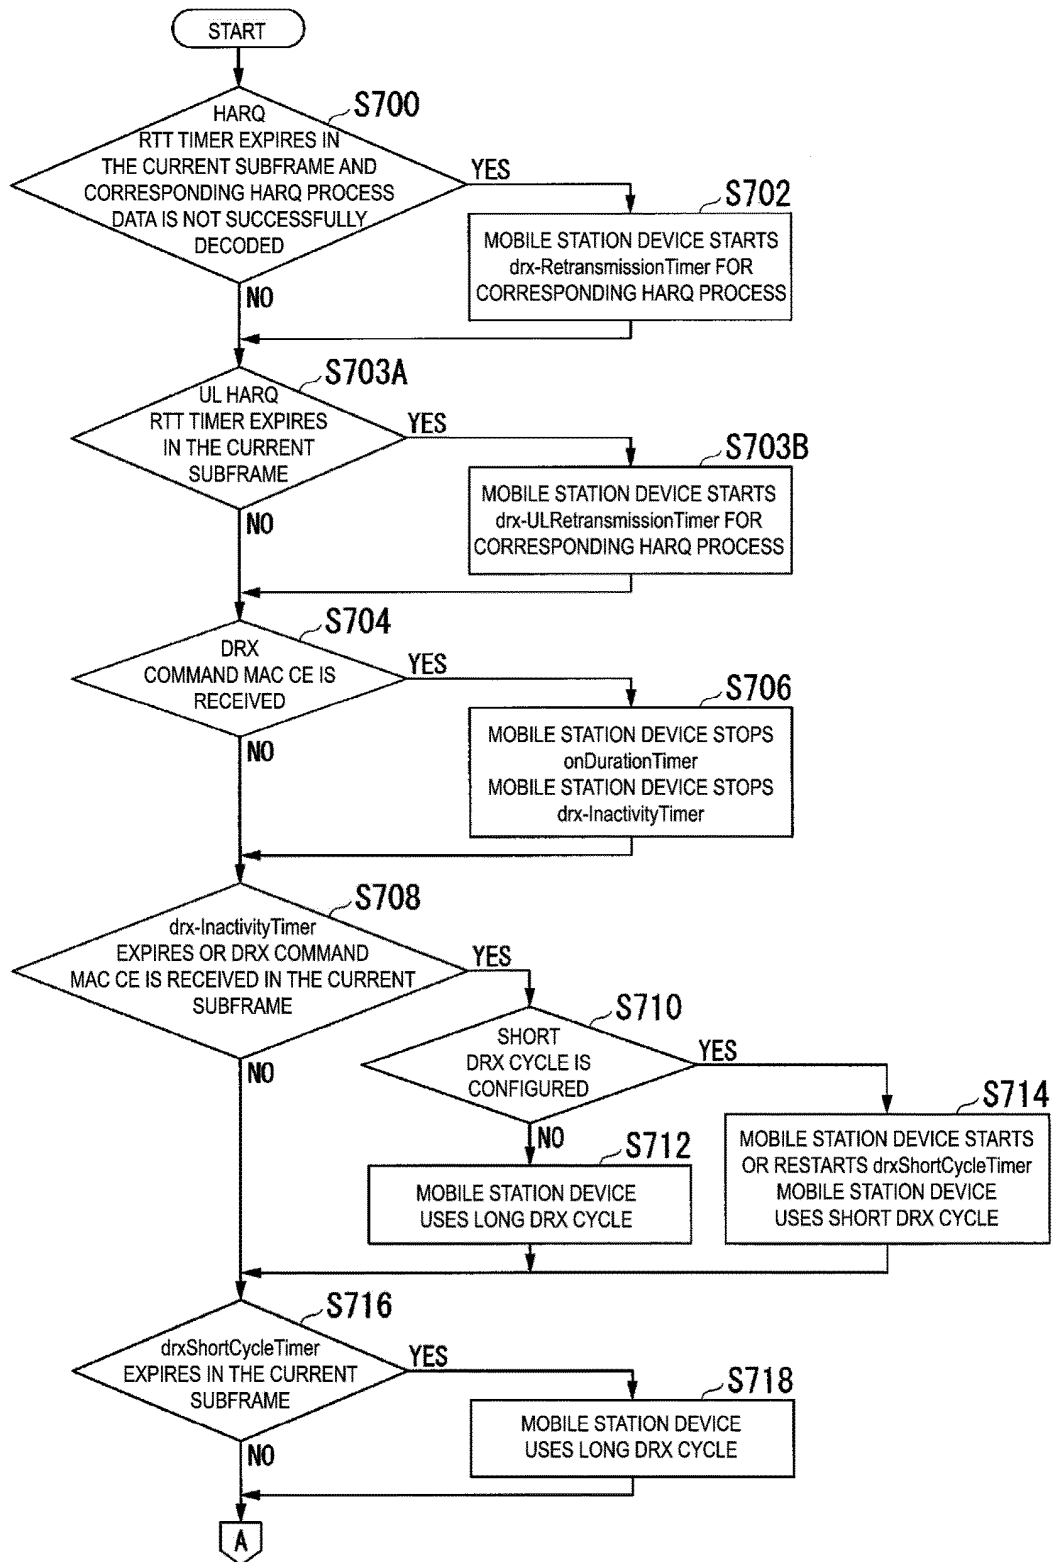 START
S700
HARQ
RTT TIMER EXPIRES IN
THE CURRENT SUBFRAME AND
CORRESPONDING HARQ PROCESS
DATA IS NOT SUCCESSFULLY
DECODED
YES
S702
MOBILE STATION DEVICE STARTS
drx-RetransmissionTimer FOR
CORRESPONDING HARQ PROCESS
NO
S703A
UL HARQ
RTT TIMER EXPIRES
IN THE CURRENT
SUBFRAME
YES
S703B
MOBILE STATION DEVICE STARTS
drx-ULRetransmissionTimer FOR
CORRESPONDING HARQ PROCESS
NO
S704
DRX
COMMAND MAC CE IS
RECEIVED
YES
S706
MOBILE STATION DEVICE STOPS
onDurationTimer
MOBILE STATION DEVICE STOPS
drx-InactivityTimer
NO
S708
drx-InactivityTimer
EXPIRES OR DRX COMMAND
MAC CE IS RECEIVED IN THE CURRENT
SUBFRAME
YES
S710
SHORT
DRX CYCLE IS
CONFIGURED
YES
S714
MOBILE STATION DEVICE STARTS
OR RESTARTS drxShortCycleTimer
MOBILE STATION DEVICE
USES SHORT DRX CYCLE
NO
NO
S712
MOBILE STATION DEVICE
USES LONG DRX CYCLE
S716
drxShortCycleTimer
EXPIRES IN THE CURRENT
SUBFRAME
YES
S718
MOBILE STATION DEVICE
USES LONG DRX CYCLE
NO
A